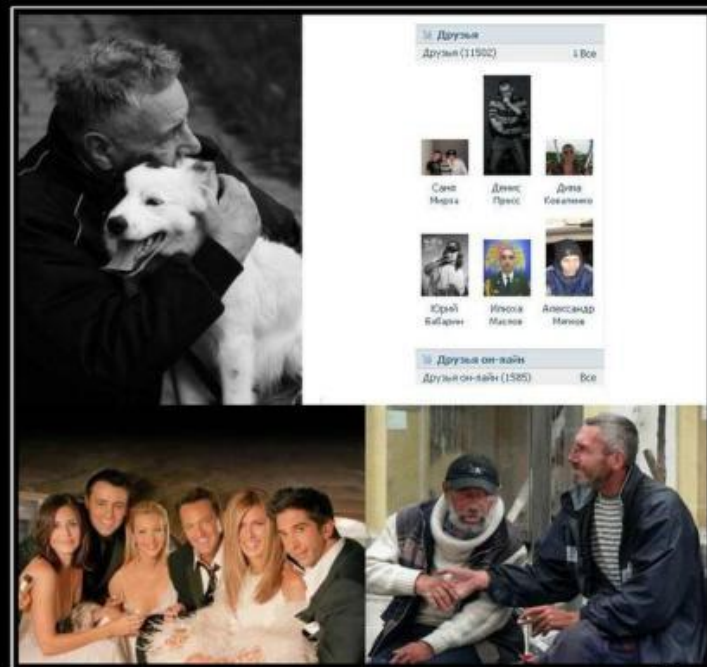 Друзья
Друзья (11502) Все
Саня Денис Дима
Мирза Пресс Коваленко
Юрий Илюха Александр
Бабарин Маслов Мягков
Друзья он-лайн
Друзья он-лайн (1585) Все